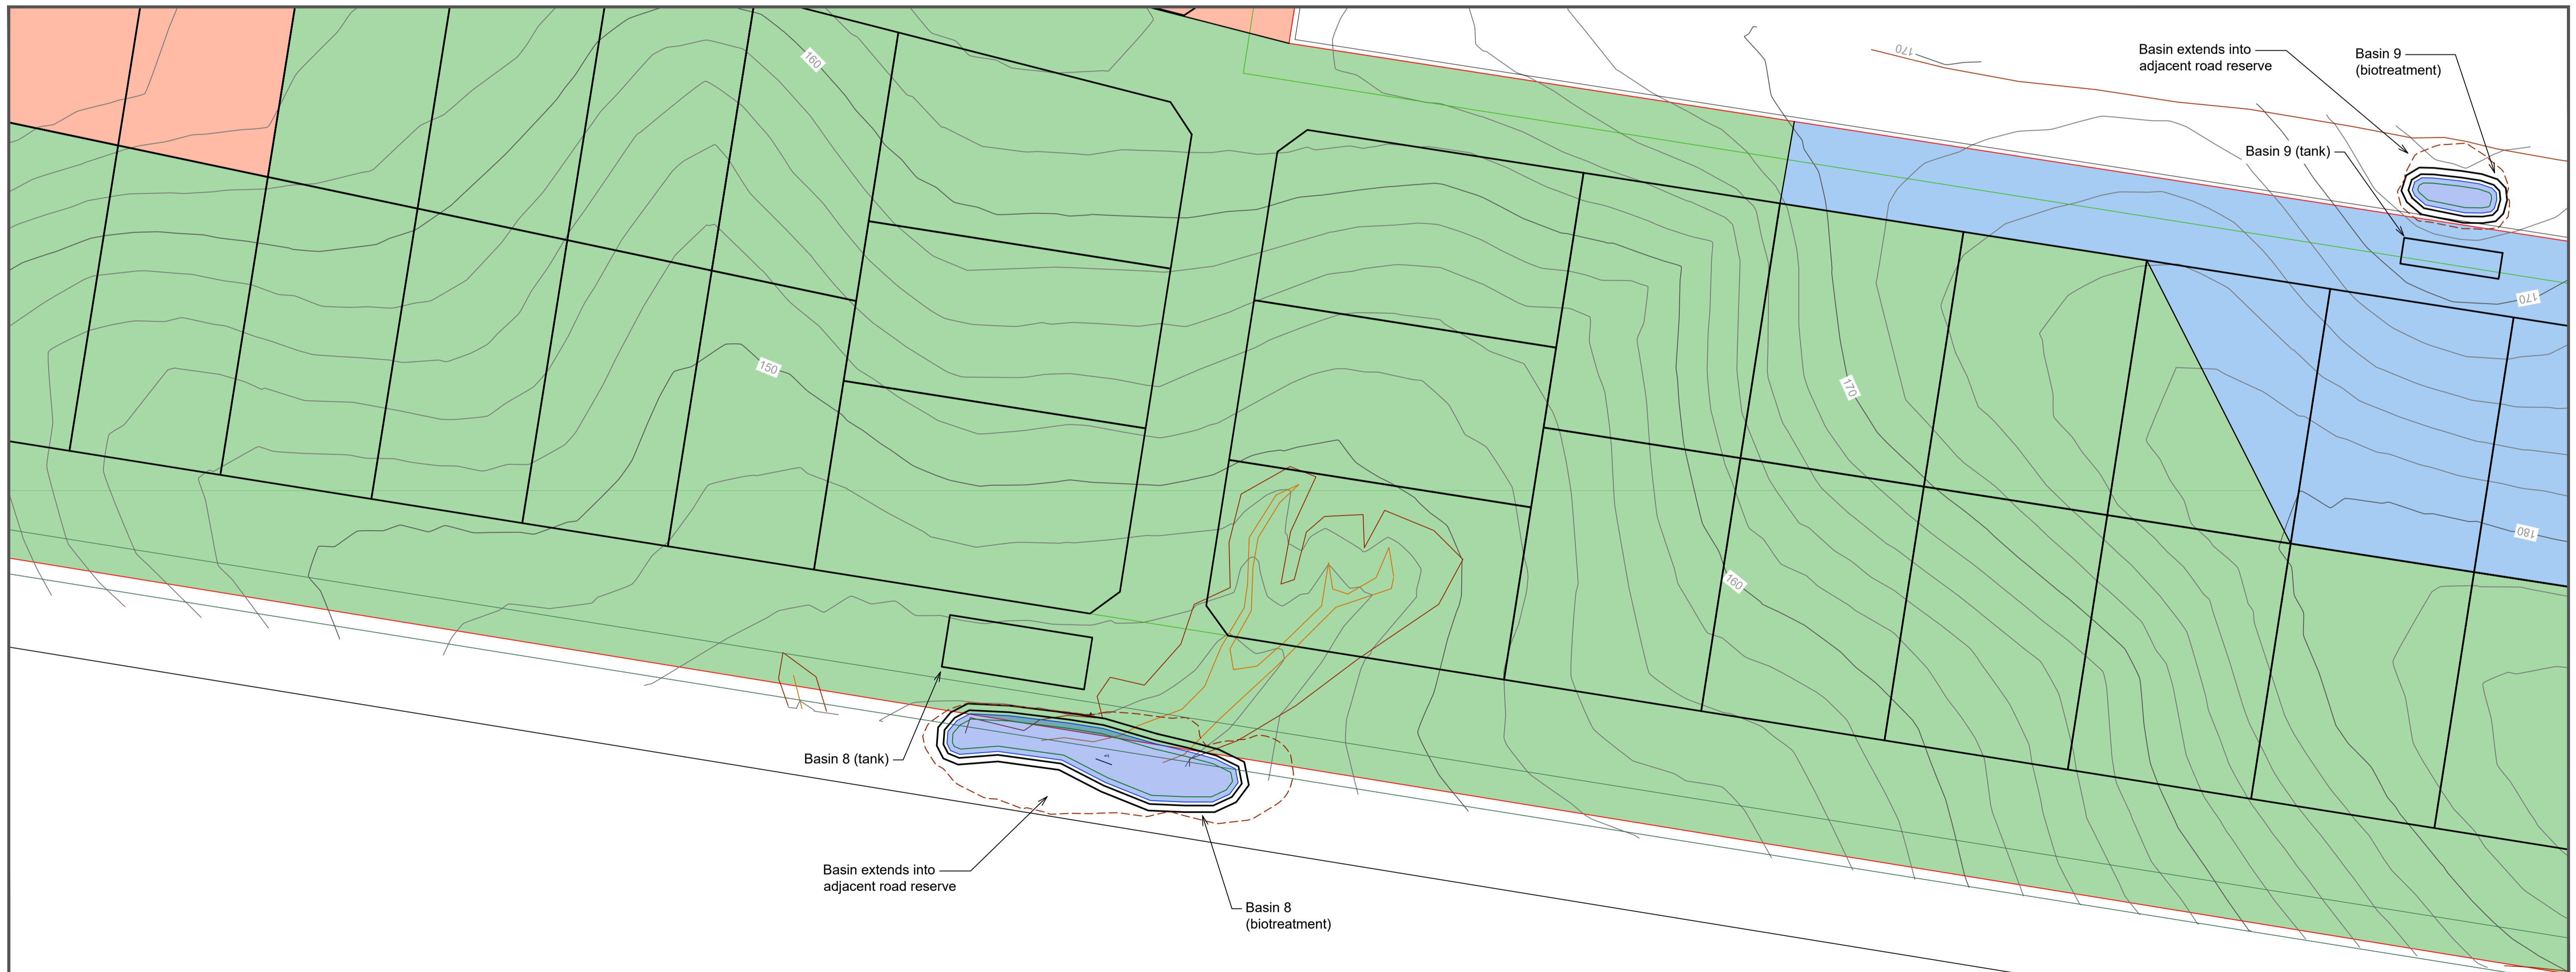 160
170
Basin extends into
adjacent road reserve
Basin 9
(biotreatment)
Basin 9 (tank)
170
150
170
180
160
Basin 8 (tank)
Basin extends into
adjacent road reserve
Basin 8
(biotreatment)